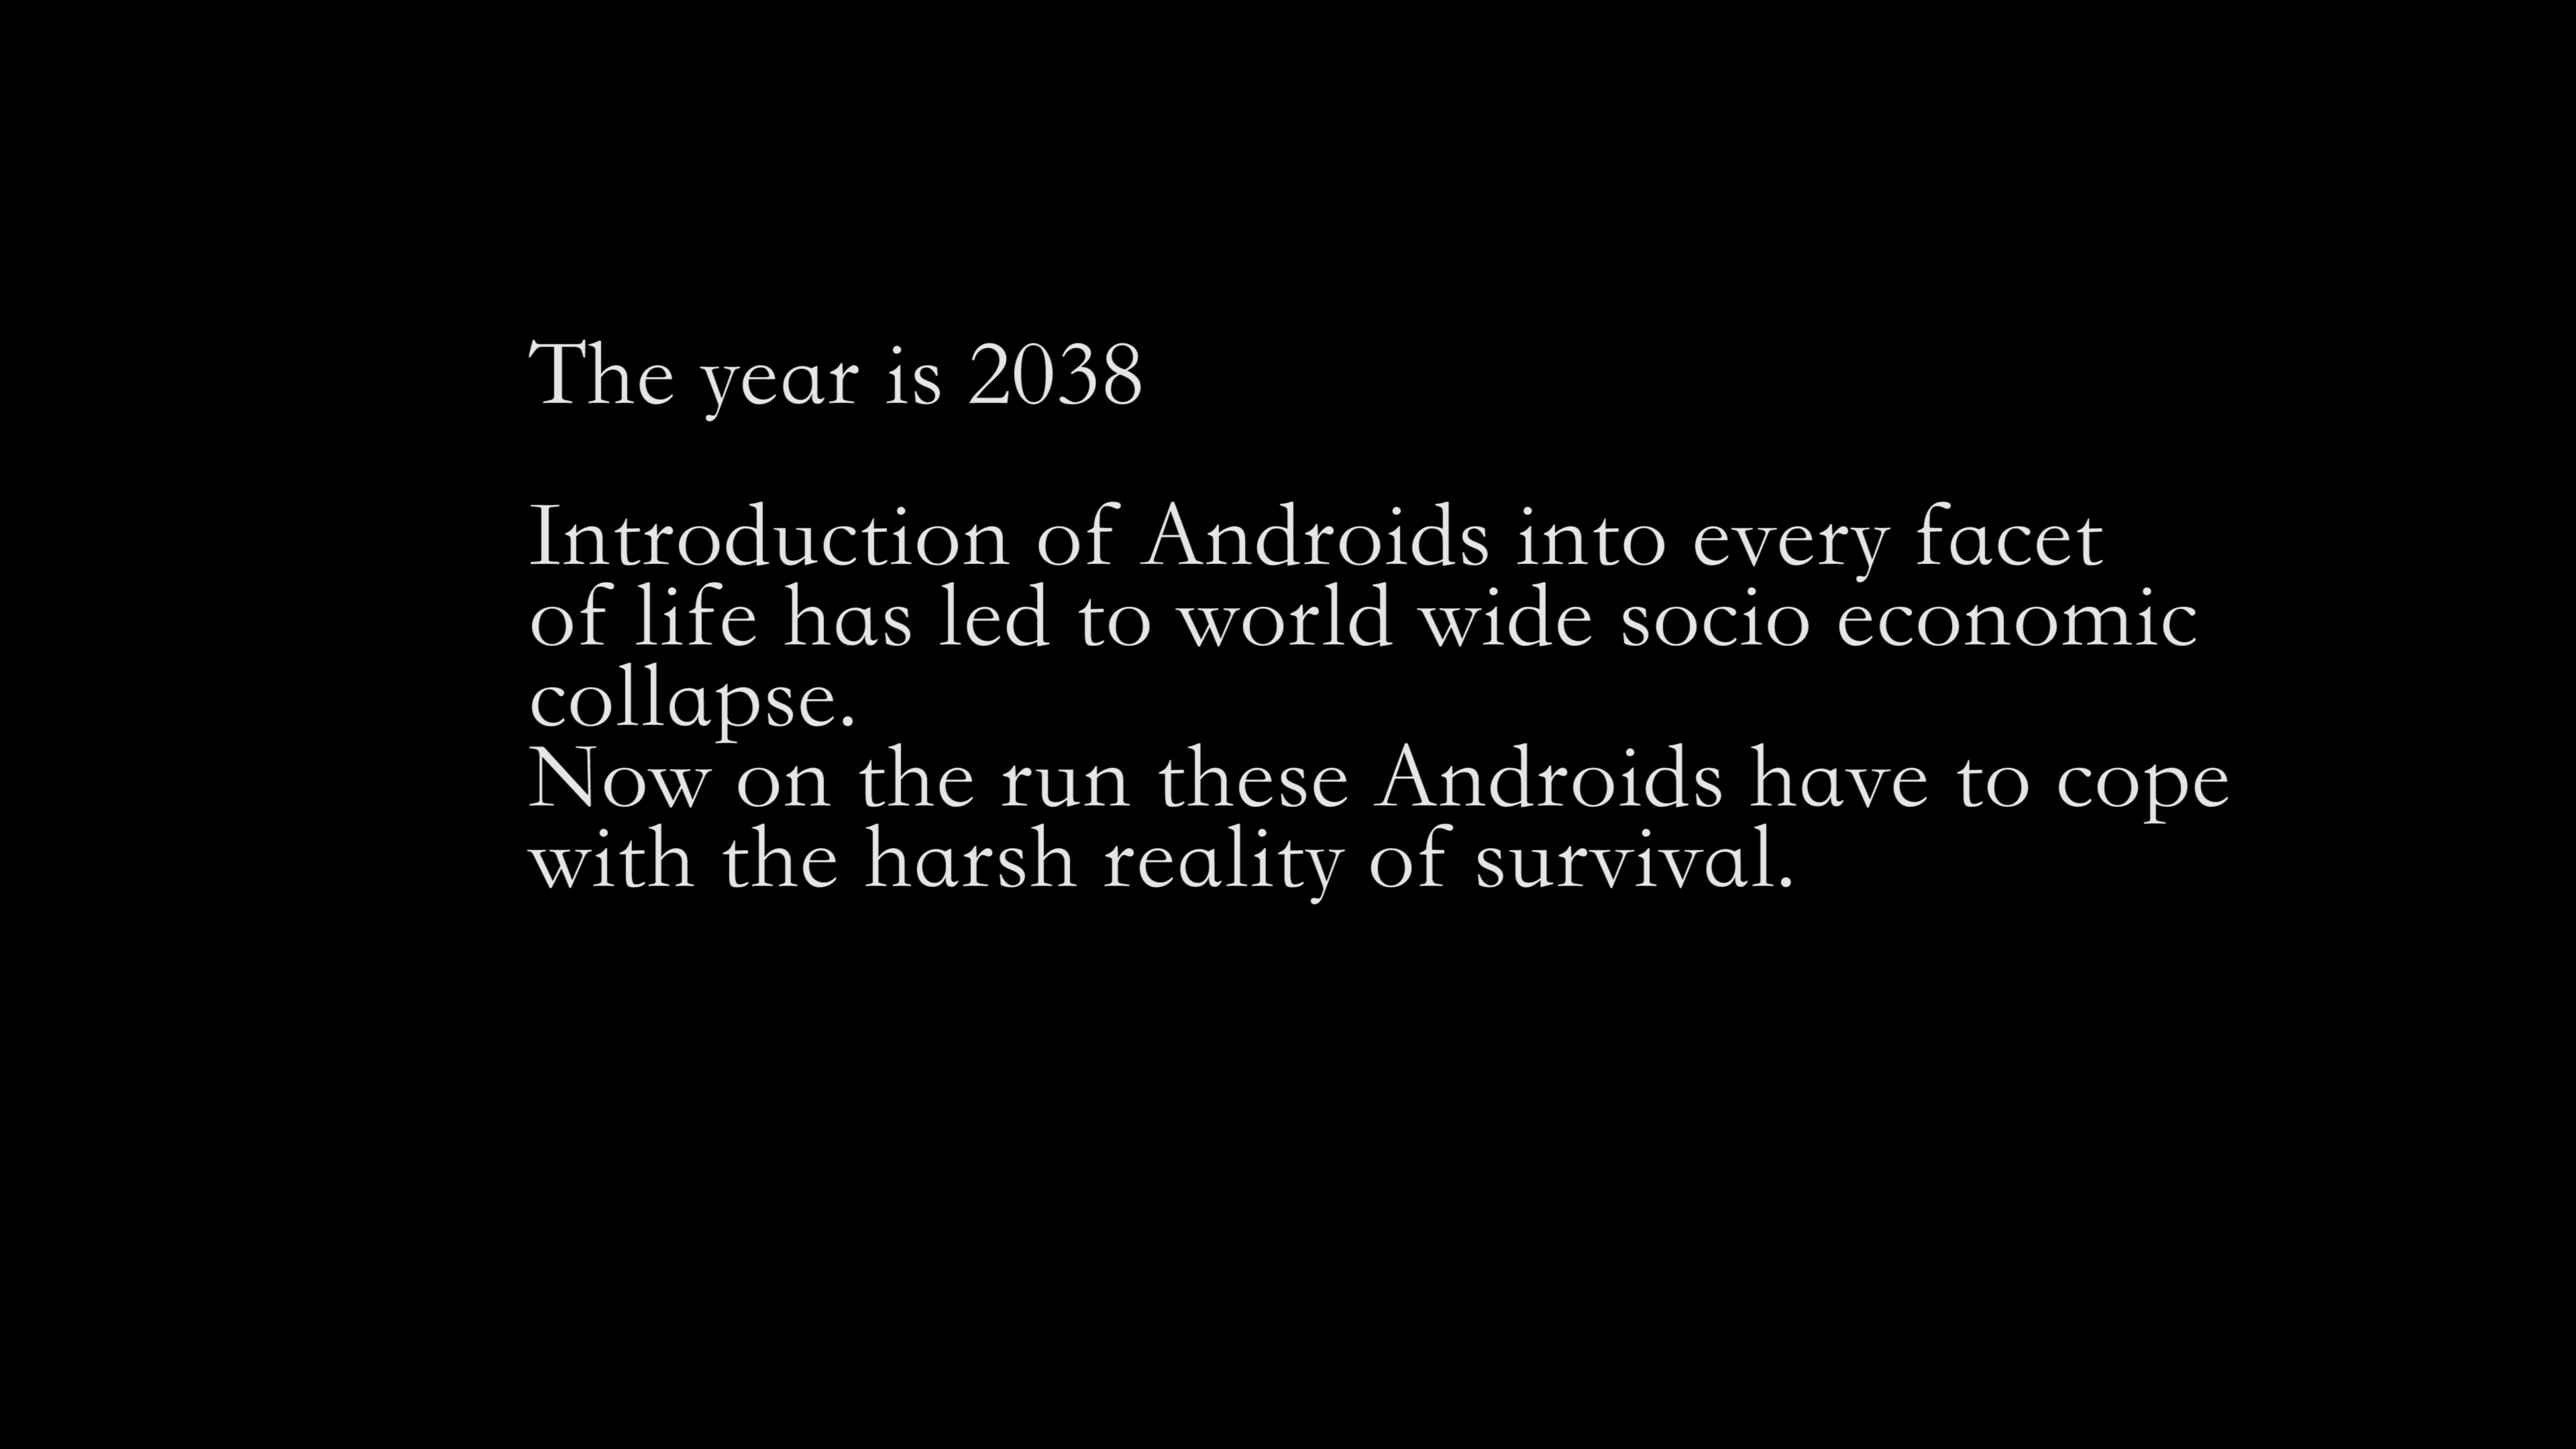 The year is 2038
Introduction of Androids into every facet
of life has led to world wide socio economic
collapse.
Now on the run these Androids have to cope
with the harsh reality of survival.